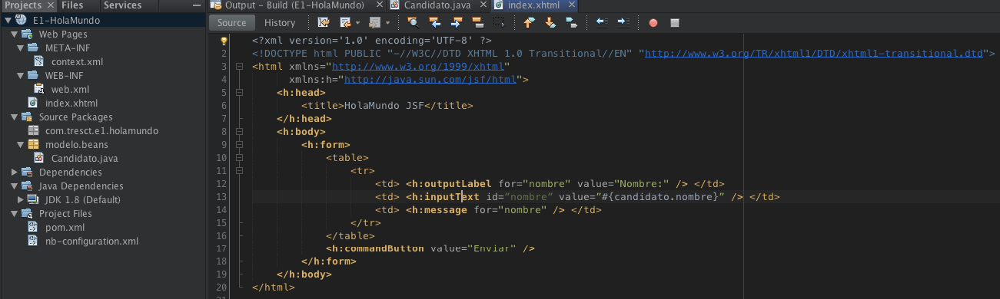 Projects × Files Services
E1-HolaMundo
Web Pages
META-INF
context.xml
WEB-INF
web.xml
index.xhtml
Source Packages
com.tresct.e1.holamundo
modelo.beans
Candidato.java
Dependencies
Java Dependencies
JDK 1.8 (Default)
Project Files
pom.xml
nb-configuration.xml
Output - Build (E1-HolaMundo) × Candidato.java × index.xhtml ×
Source History
<?xml version='1.0' encoding='UTF-8' ?>
2 <!DOCTYPE html PUBLIC "-//W3C//DTD XHTML 1.0 Transitional//EN" "http://www.w3.org/TR/xhtml1/DTD/xhtml1-transitional.dtd">
3 <html xmlns="http://www.w3.org/1999/xhtml"
4 xmlns:h="http://java.sun.com/jsf/html">
5 <h:head>
6 <title>HolaMundo JSF</title>
7 </h:head>
8 <h:body>
9 <h:form>
10 <table>
11 <tr>
12 <td> <h:outputLabel for="nombre" value="Nombre:" /> </td>
13 <td> <h:inputText id=“nombre” value=”#{candidato.nombre}” /> </td>
14 <td> <h:message for="nombre" /> </td>
15 </tr>
16 </table>
17 <h:commandButton value="Enviar" />
18 </h:form>
19 </h:body>
20 </html>